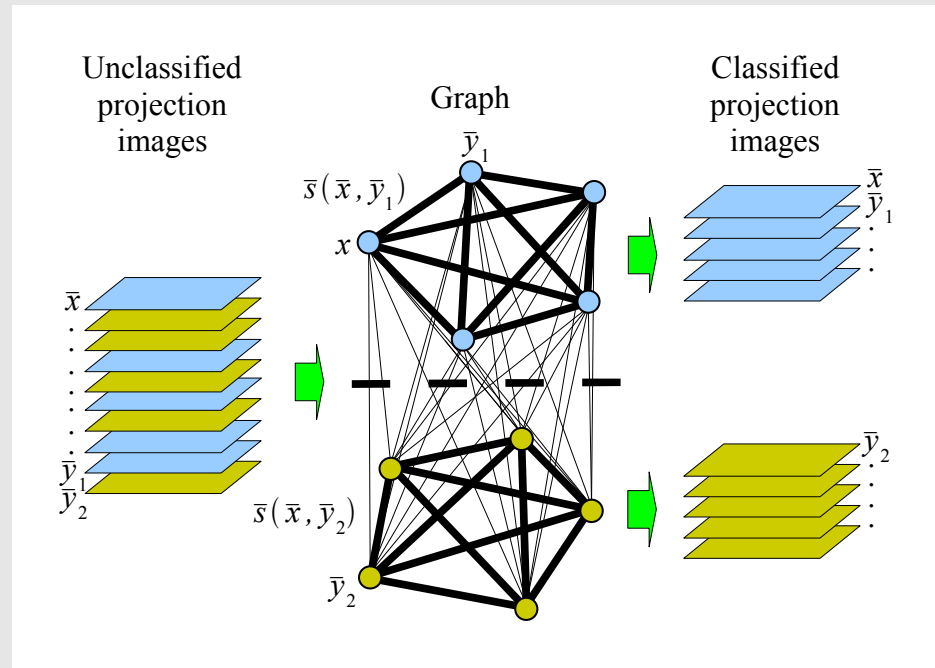 Unclassified
projection
images
x̄
.
.
.
.
.
.
.
ȳ₁
ȳ₂
Graph
ȳ₁
s̄(x̄, ȳ₁)
x
s̄(x̄, ȳ₂)
ȳ₂
Classified
projection
images
x̄
ȳ₁
.
.
.
ȳ₂
.
.
.